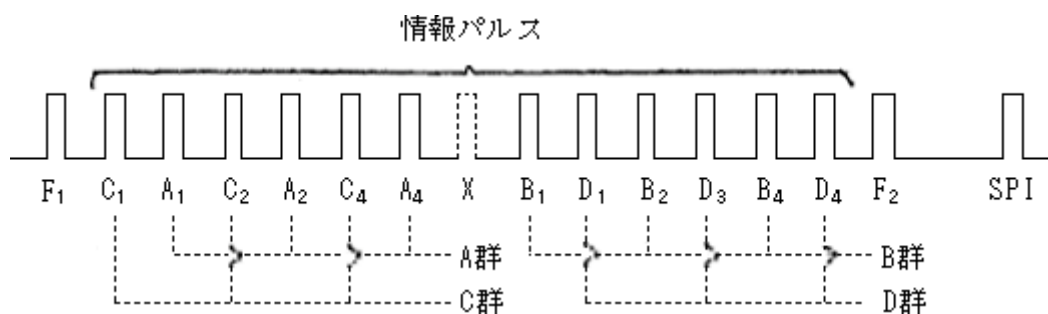 情報パルス
F₁ C₁ A₁ C₂ A₂ C₄ A₄ X B₁ D₁ B₂ D₃ B₄ D₄ F₂ SPI
A群 B群
C群 D群